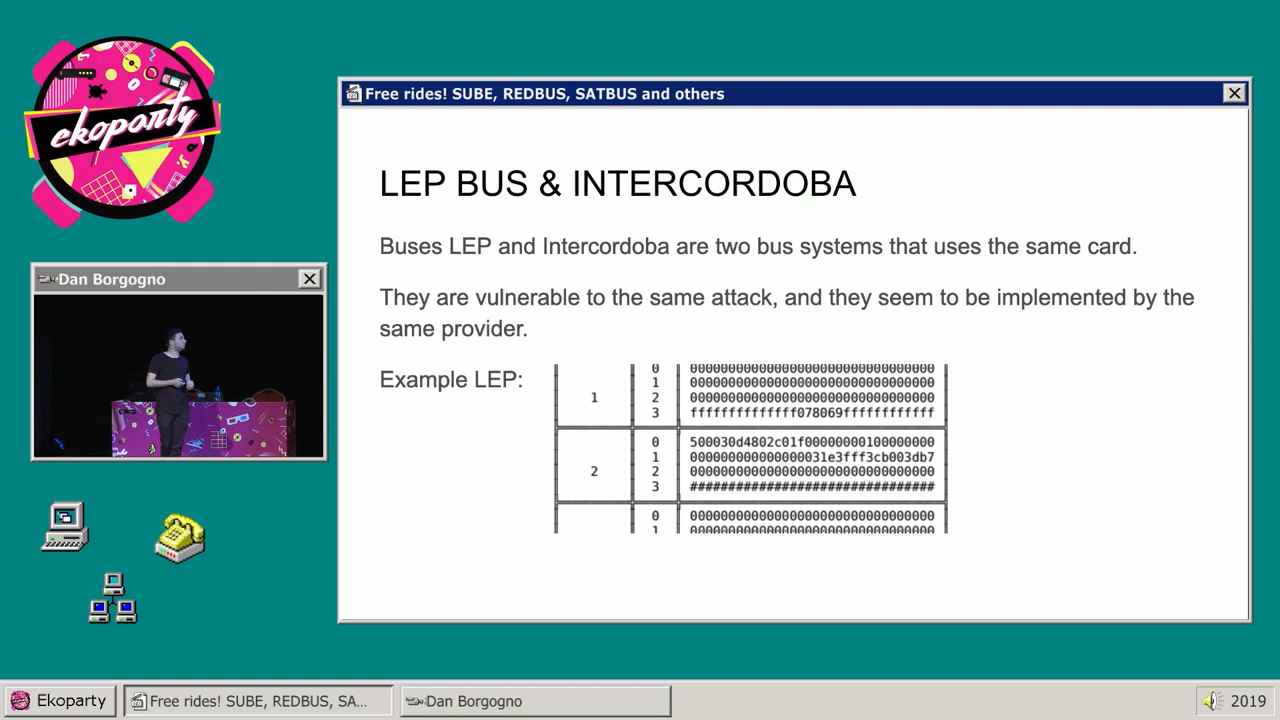 ekoparty
Free rides! SUBE, REDBUS, SATBUS and others
LEP BUS & INTERCORDOBA
Buses LEP and Intercordoba are two bus systems that uses the same card.
They are vulnerable to the same attack, and they seem to be implemented by the
same provider.
Example LEP:
0 00000000000000000000000000000000
1 00000000000000000000000000000000
1 2 00000000000000000000000000000000
3 ffffffffffffff078069ffffffffffff
0 500030d4802c01f00000000100000000
1 0000000000000000031e3fff3cb003db7
2 2 00000000000000000000000000000000
3 ################################
0 00000000000000000000000000000000
1 00000000000000000000000000000000
Dan Borgogno
Ekoparty
Free rides! SUBE, REDBUS, SA...
Dan Borgogno
2019